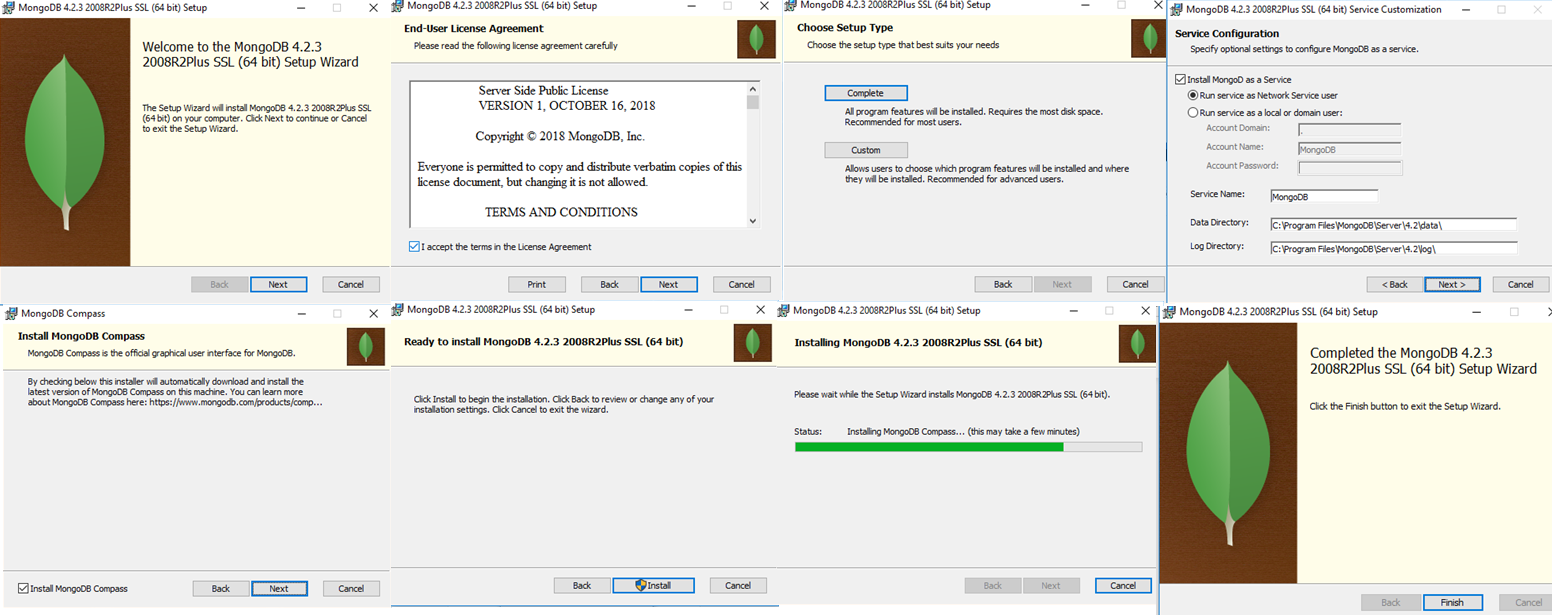 MongoDB 4.2.3 2008R2Plus SSL (64 bit) Setup
Welcome to the MongoDB 4.2.3
2008R2Plus SSL (64 bit) Setup Wizard
The Setup Wizard will install MongoDB 4.2.3 2008R2Plus SSL
(64 bit) on your computer. Click Next to continue or Cancel
to exit the Setup Wizard.
Back
Next
Cancel
MongoDB 4.2.3 2008R2Plus SSL (64 bit) Setup
End-User License Agreement
Please read the following license agreement carefully
Server Side Public License
VERSION 1, OCTOBER 16, 2018
Copyright © 2018 MongoDB, Inc.
Everyone is permitted to copy and distribute verbatim copies of this
license document, but changing it is not allowed.
TERMS AND CONDITIONS
I accept the terms in the License Agreement
Print
Back
Next
Cancel
MongoDB 4.2.3 2008R2Plus SSL (64 bit) Setup
Choose Setup Type
Choose the setup type that best suits your needs
Complete
All program features will be installed. Requires the most disk space.
Recommended for most users.
Custom
Allows users to choose which program features will be installed and where
they will be installed. Recommended for advanced users.
Back
Next
Cancel
MongoDB 4.2.3 2008R2Plus SSL (64 bit) Service Customization
Service Configuration
Specify optional settings to configure MongoDB as a service.
Install MongoD as a Service
Run service as Network Service user
Run service as a local or domain user:
Account Domain:
.
Account Name:
MongoDB
Account Password:
Service Name:
MongoDB
Data Directory:
C:\Program Files\MongoDB\Server\4.2\data\
Log Directory:
C:\Program Files\MongoDB\Server\4.2\log\
< Back
Next >
Cancel
MongoDB Compass
Install MongoDB Compass
MongoDB Compass is the official graphical user interface for MongoDB.
By checking below this installer will automatically download and install the
latest version of MongoDB Compass on this machine. You can learn more
about MongoDB Compass here: https://www.mongodb.com/products/comp...
Install MongoDB Compass
Back
Next
Cancel
MongoDB 4.2.3 2008R2Plus SSL (64 bit) Setup
Ready to install MongoDB 4.2.3 2008R2Plus SSL (64 bit)
Click Install to begin the installation. Click Back to review or change any of your
installation settings. Click Cancel to exit the wizard.
Back
Install
Cancel
MongoDB 4.2.3 2008R2Plus SSL (64 bit) Setup
Installing MongoDB 4.2.3 2008R2Plus SSL (64 bit)
Please wait while the Setup Wizard installs MongoDB 4.2.3 2008R2Plus SSL (64 bit).
Status:
Installing MongoDB Compass... (this may take a few minutes)
Back
Next
Cancel
MongoDB 4.2.3 2008R2Plus SSL (64 bit) Setup
Completed the MongoDB 4.2.3
2008R2Plus SSL (64 bit) Setup Wizard
Click the Finish button to exit the Setup Wizard.
Back
Finish
Cancel